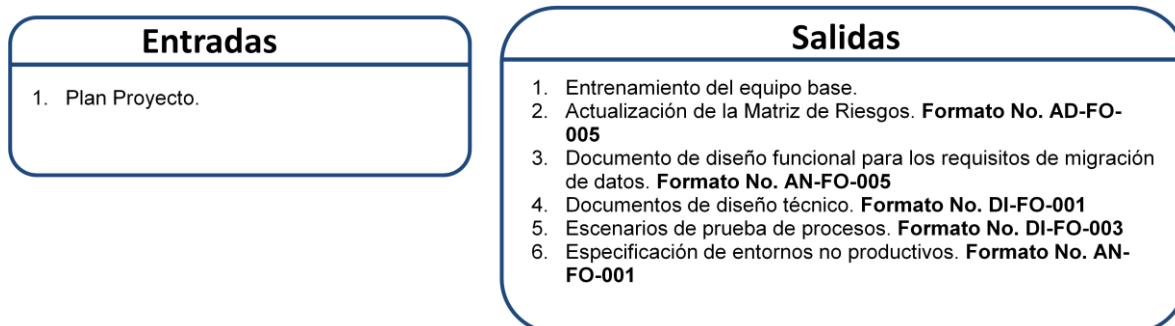 Entradas
1. Plan Proyecto.
Salidas
1. Entrenamiento del equipo base.
2. Actualización de la Matriz de Riesgos. Formato No. AD-FO-
005
3. Documento de diseño funcional para los requisitos de migración
de datos. Formato No. AN-FO-005
4. Documentos de diseño técnico. Formato No. DI-FO-001
5. Escenarios de prueba de procesos. Formato No. DI-FO-003
6. Especificación de entornos no productivos. Formato No. AN-
FO-001